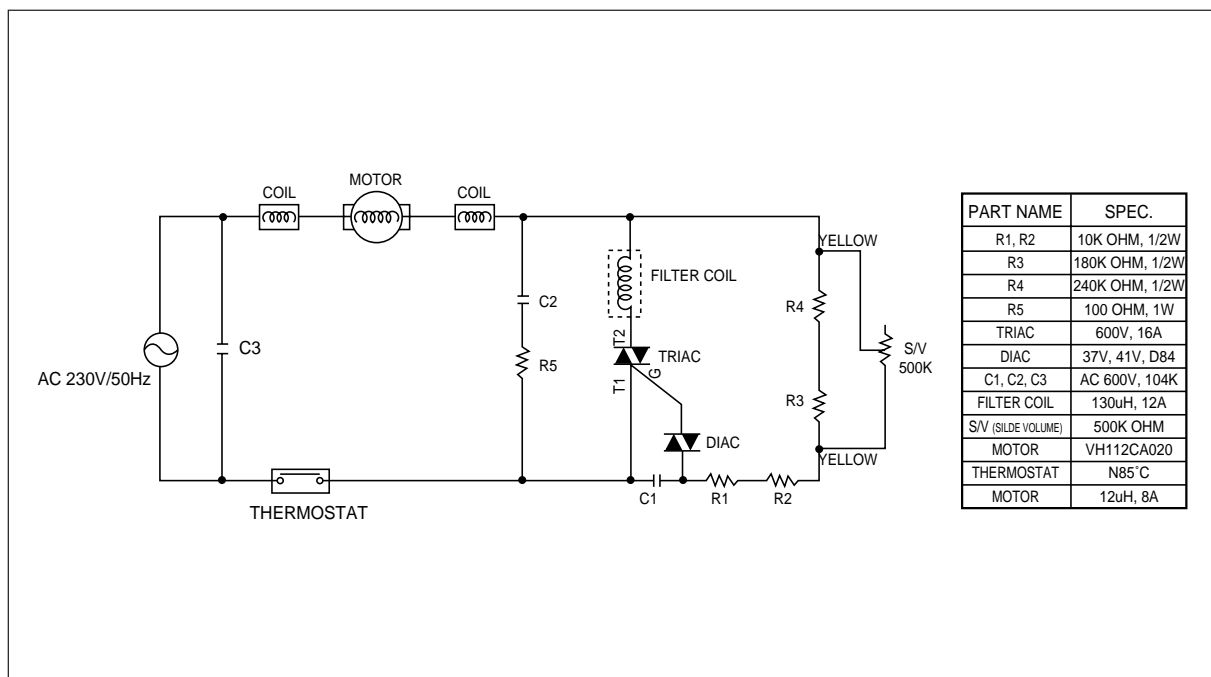 COIL
MOTOR
COIL
YELLOW
FILTER COIL
C2
R4
C3
T2
TRIAC
S/V
500K
AC 230V/50Hz
R5
T1
G
R3
DIAC
YELLOW
C1
R1
R2
THERMOSTAT
PART NAME SPEC.
R1, R2 10K OHM, 1/2W
R3 180K OHM, 1/2W
R4 240K OHM, 1/2W
R5 100 OHM, 1W
TRIAC 600V, 16A
DIAC 37V, 41V, D84
C1, C2, C3 AC 600V, 104K
FILTER COIL 130uH, 12A
S/V (SILDE VOLUME) 500K OHM
MOTOR VH112CA020
THERMOSTAT N85°C
MOTOR 12uH, 8A